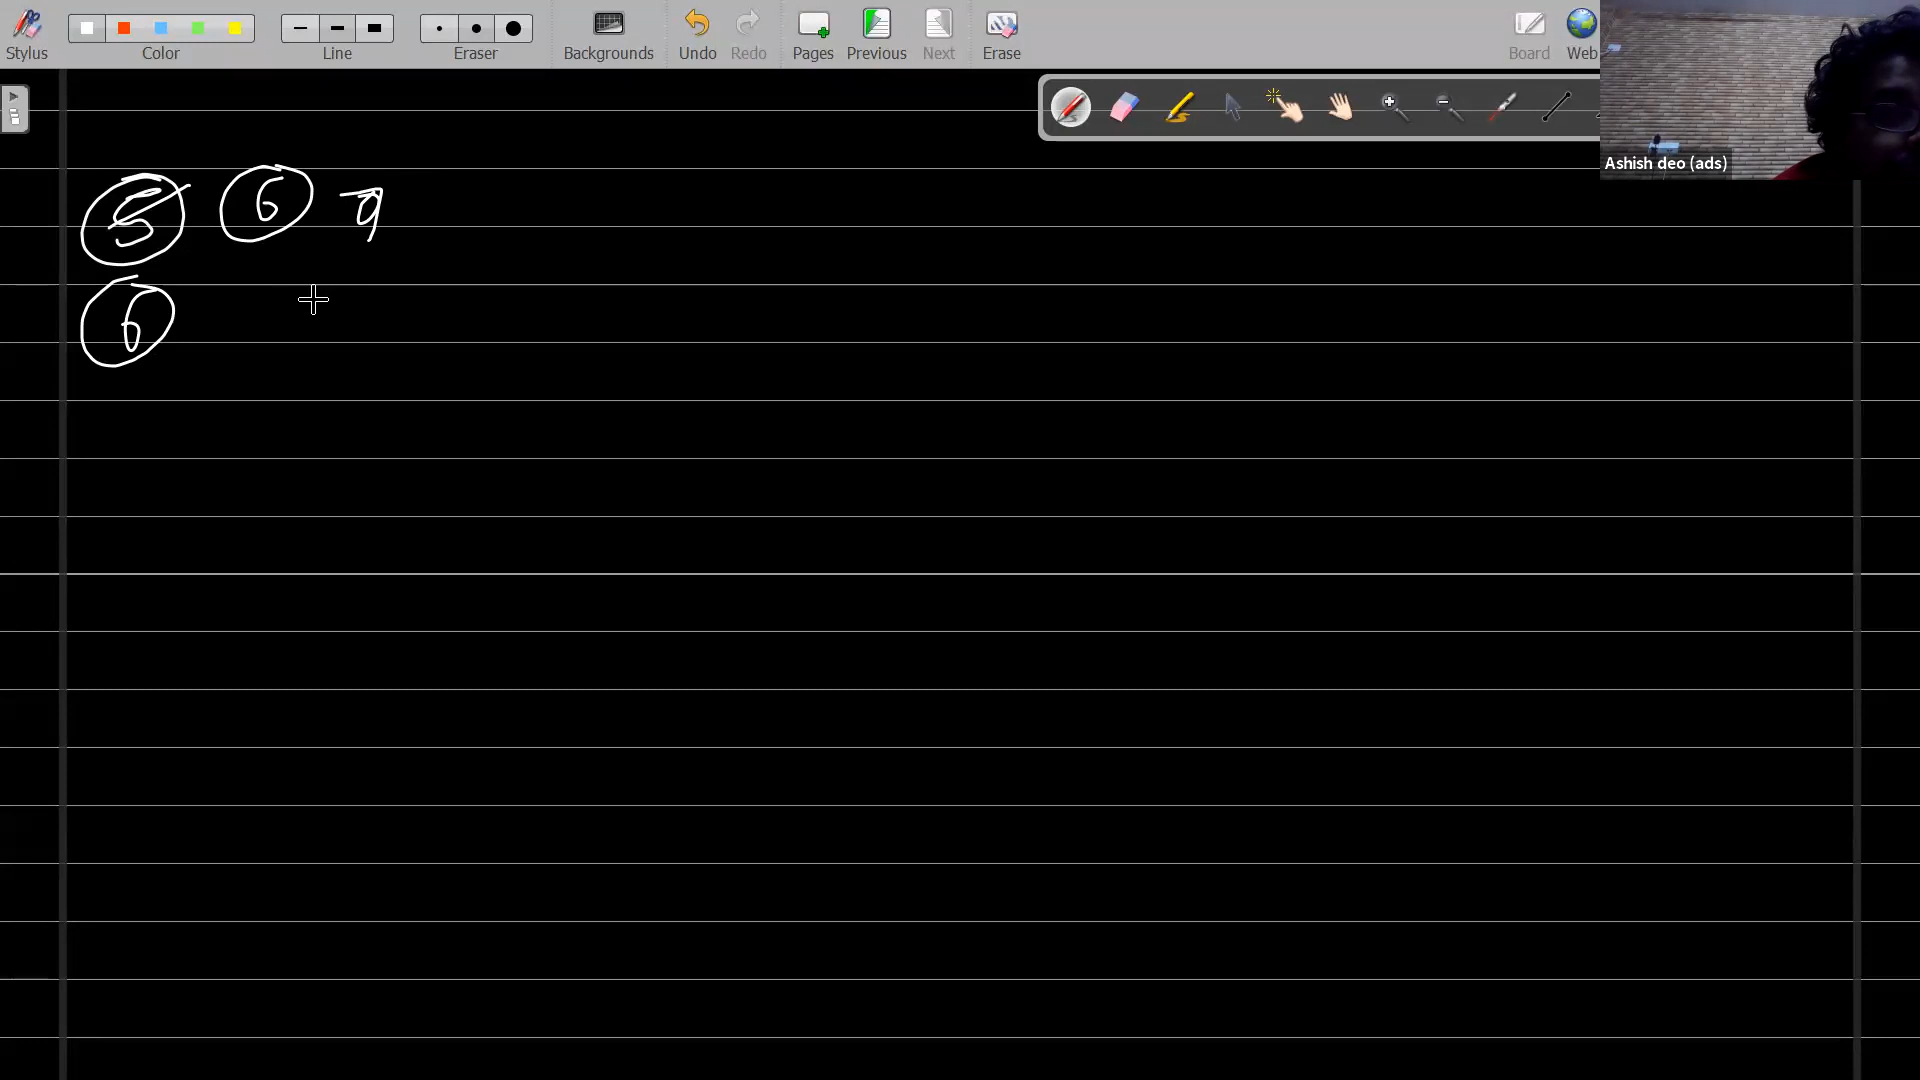 Stylus Color Line Eraser Backgrounds Undo Redo Pages Previous Next Erase Board Web
Ashish deo (ads)
5 6
6